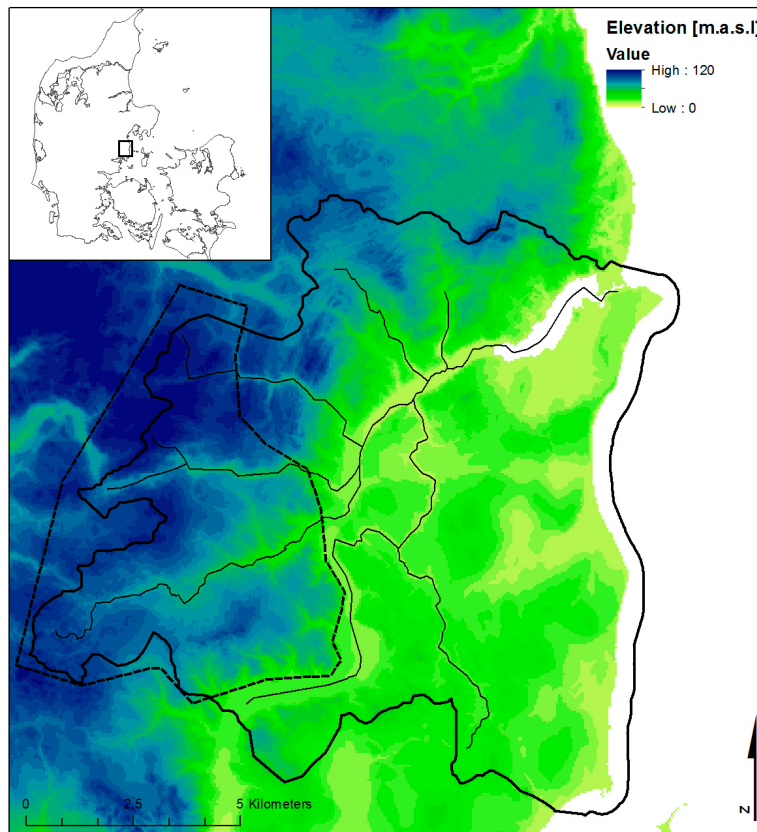 Elevation [m.a.s.l]
Value
High : 120
Low : 0
0 2,5 5 Kilometers
N